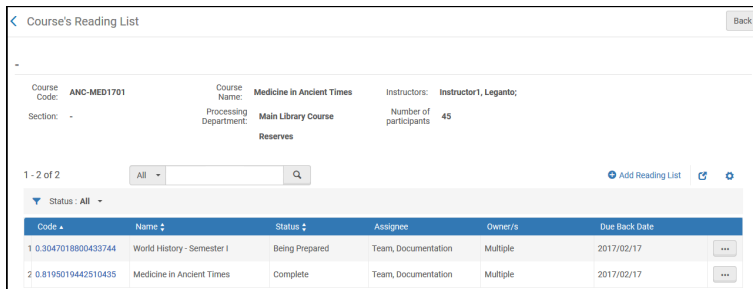 Course's Reading List
Back
-
Course Code: ANC-MED1701
Course Name: Medicine in Ancient Times
Instructors: Instructor1, Leganto;
Section: -
Processing Department: Main Library Course Reserves
Number of participants 45
1 - 2 of 2
All
Add Reading List
Status : All
Code Name Status Assignee Owner/s Due Back Date
1 0.3047018800433744 World History - Semester I Being Prepared Team, Documentation Multiple 2017/02/17 ...
2 0.8195019442510435 Medicine in Ancient Times Complete Team, Documentation Multiple 2017/02/17 ...